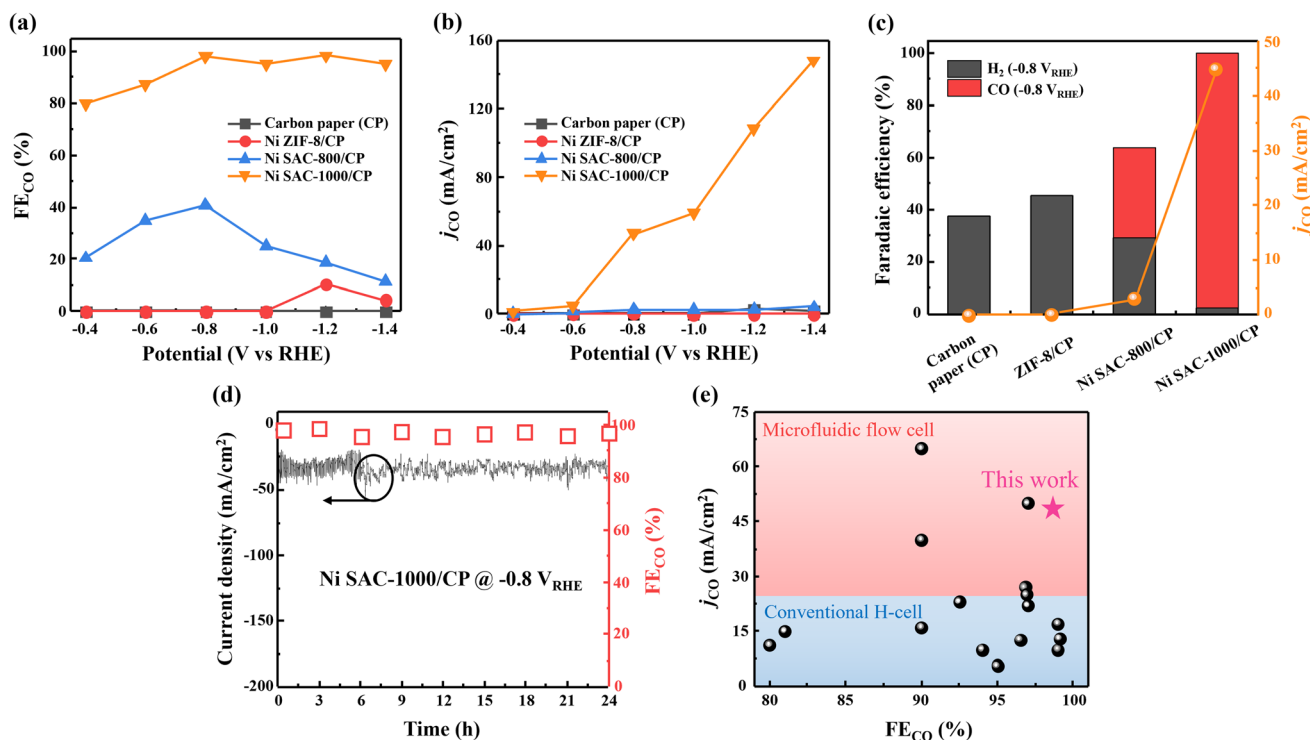 (a)
100
80
60
40
20
0
FE_CO (%)
Carbon paper (CP)
Ni ZIF-8/CP
Ni SAC-800/CP
Ni SAC-1000/CP
-0.4 -0.6 -0.8 -1.0 -1.2 -1.4
Potential (V vs RHE)
(b)
160
120
80
40
0
j_CO (mA/cm²)
Carbon paper (CP)
Ni ZIF-8/CP
Ni SAC-800/CP
Ni SAC-1000/CP
-0.4 -0.6 -0.8 -1.0 -1.2 -1.4
Potential (V vs RHE)
(c)
100
80
60
40
20
0
Faradaic efficiency (%)
H₂ (-0.8 V_RHE)
CO (-0.8 V_RHE)
50
40
30
20
10
0
j_CO (mA/cm²)
Carbon
paper (CP)
ZIF-8/CP
Ni SAC-800/CP
Ni SAC-1000/CP
(d)
0
-50
-100
-150
-200
Current density (mA/cm²)
Ni SAC-1000/CP @ -0.8 V_RHE
100
80
60
40
20
0
FE_CO (%)
0 3 6 9 12 15 18 21 24
Time (h)
(e)
75
60
45
30
15
0
j_CO (mA/cm²)
Microfluidic flow cell
This work
Conventional H-cell
80 85 90 95 100
FE_CO (%)